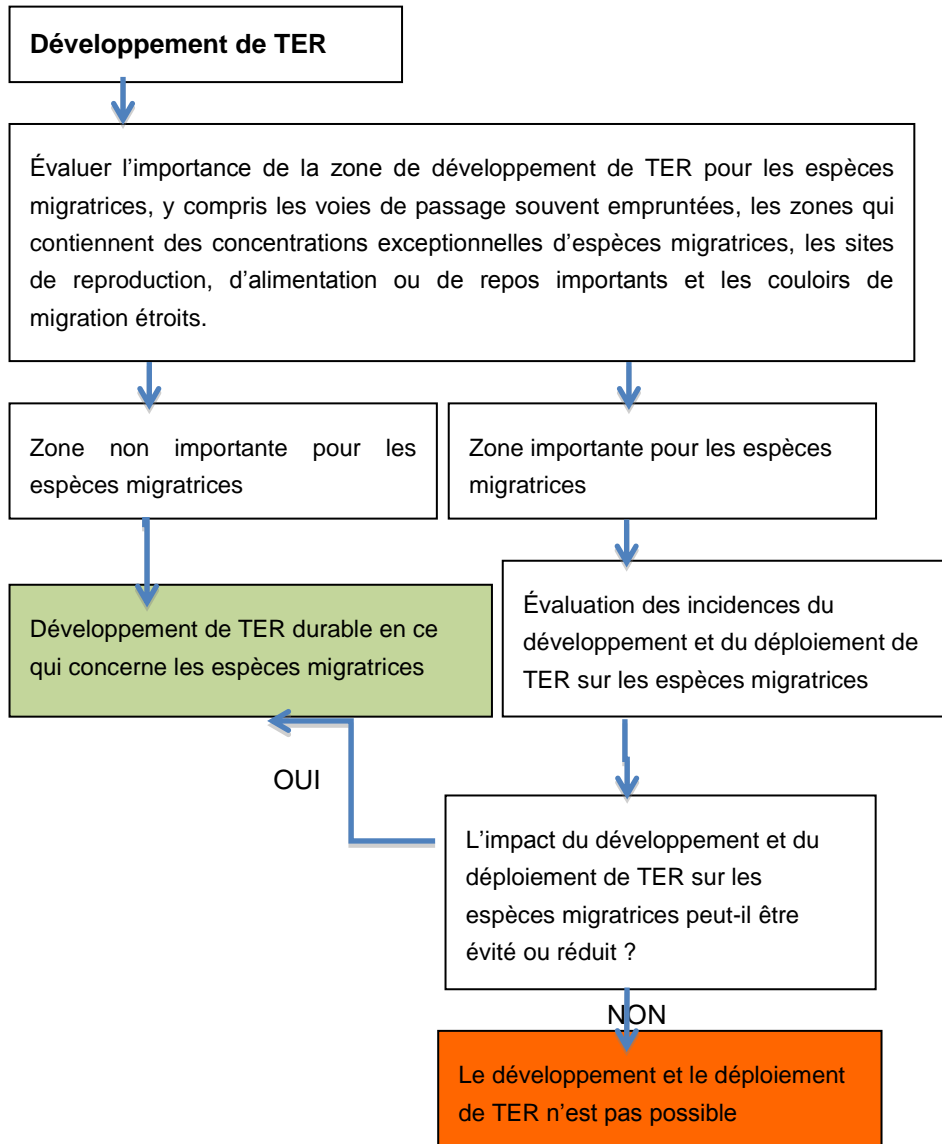 Développement de TER
Évaluer l’importance de la zone de développement de TER pour les espèces
migratrices, y compris les voies de passage souvent empruntées, les zones qui
contiennent des concentrations exceptionnelles d’espèces migratrices, les sites
de reproduction, d’alimentation ou de repos importants et les couloirs de
migration étroits.
Zone non importante pour les
espèces migratrices
Zone importante pour les espèces
migratrices
Développement de TER durable en ce
qui concerne les espèces migratrices
Évaluation des incidences du
développement et du déploiement de
TER sur les espèces migratrices
OUI
L’impact du développement et du
déploiement de TER sur les
espèces migratrices peut-il être
évité ou réduit ?
NON
Le développement et le déploiement
de TER n’est pas possible